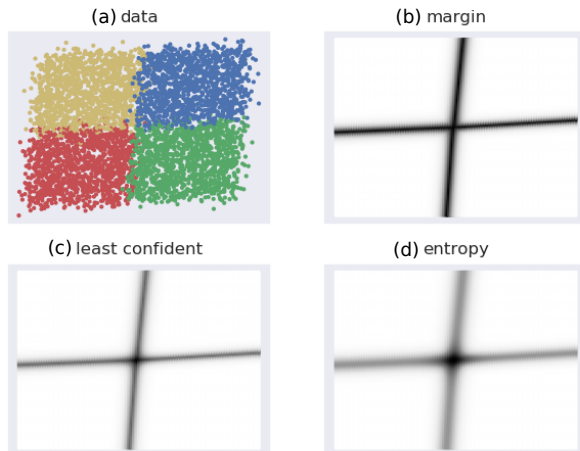 (a) data
(b) margin
(c) least confident
(d) entropy